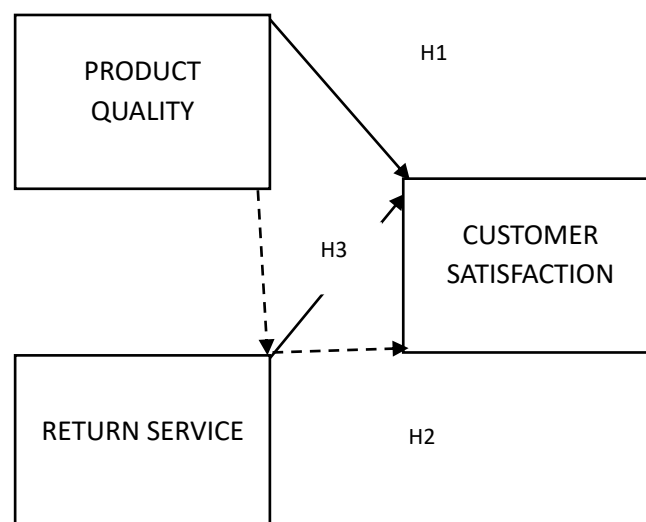 PRODUCT
QUALITY
H1
CUSTOMER
SATISFACTION
H3
RETURN SERVICE
H2